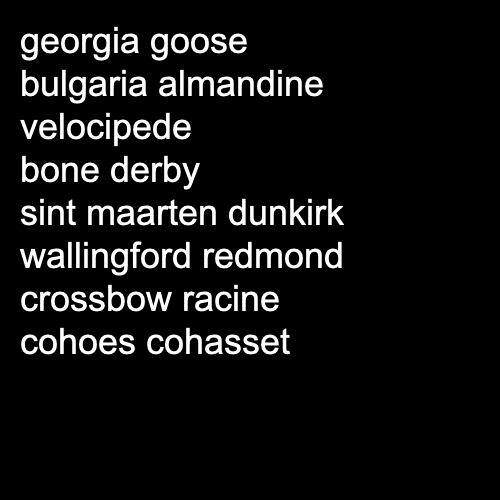 georgia goose
bulgaria almandine
velocipede
bone derby
sint maarten dunkirk
wallingford redmond
crossbow racine
cohoes cohasset